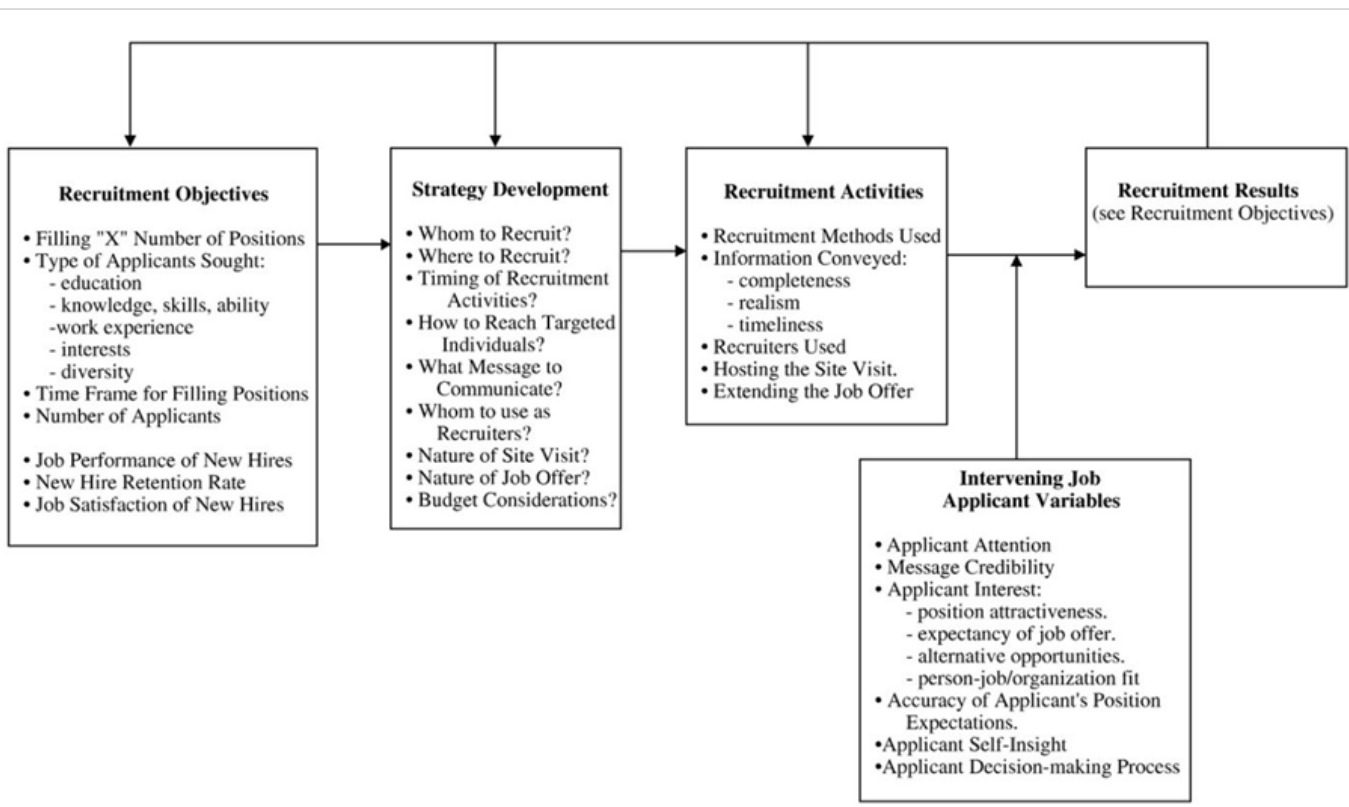 Recruitment Objectives
• Filling "X" Number of Positions
• Type of Applicants Sought:
- education
- knowledge, skills, ability
-work experience
- interests
- diversity
• Time Frame for Filling Positions
• Number of Applicants
• Job Performance of New Hires
• New Hire Retention Rate
• Job Satisfaction of New Hires
Strategy Development
• Whom to Recruit?
• Where to Recruit?
• Timing of Recruitment
Activities?
• How to Reach Targeted
Individuals?
• What Message to
Communicate?
• Whom to use as
Recruiters?
• Nature of Site Visit?
• Nature of Job Offer?
• Budget Considerations?
Recruitment Activities
• Recruitment Methods Used
• Information Conveyed:
- completeness
- realism
- timeliness
• Recruiters Used
• Hosting the Site Visit.
• Extending the Job Offer
Recruitment Results
(see Recruitment Objectives)
Intervening Job
Applicant Variables
• Applicant Attention
• Message Credibility
• Applicant Interest:
- position attractiveness.
- expectancy of job offer.
- alternative opportunities.
- person-job/organization fit
• Accuracy of Applicant's Position
Expectations.
•Applicant Self-Insight
•Applicant Decision-making Process